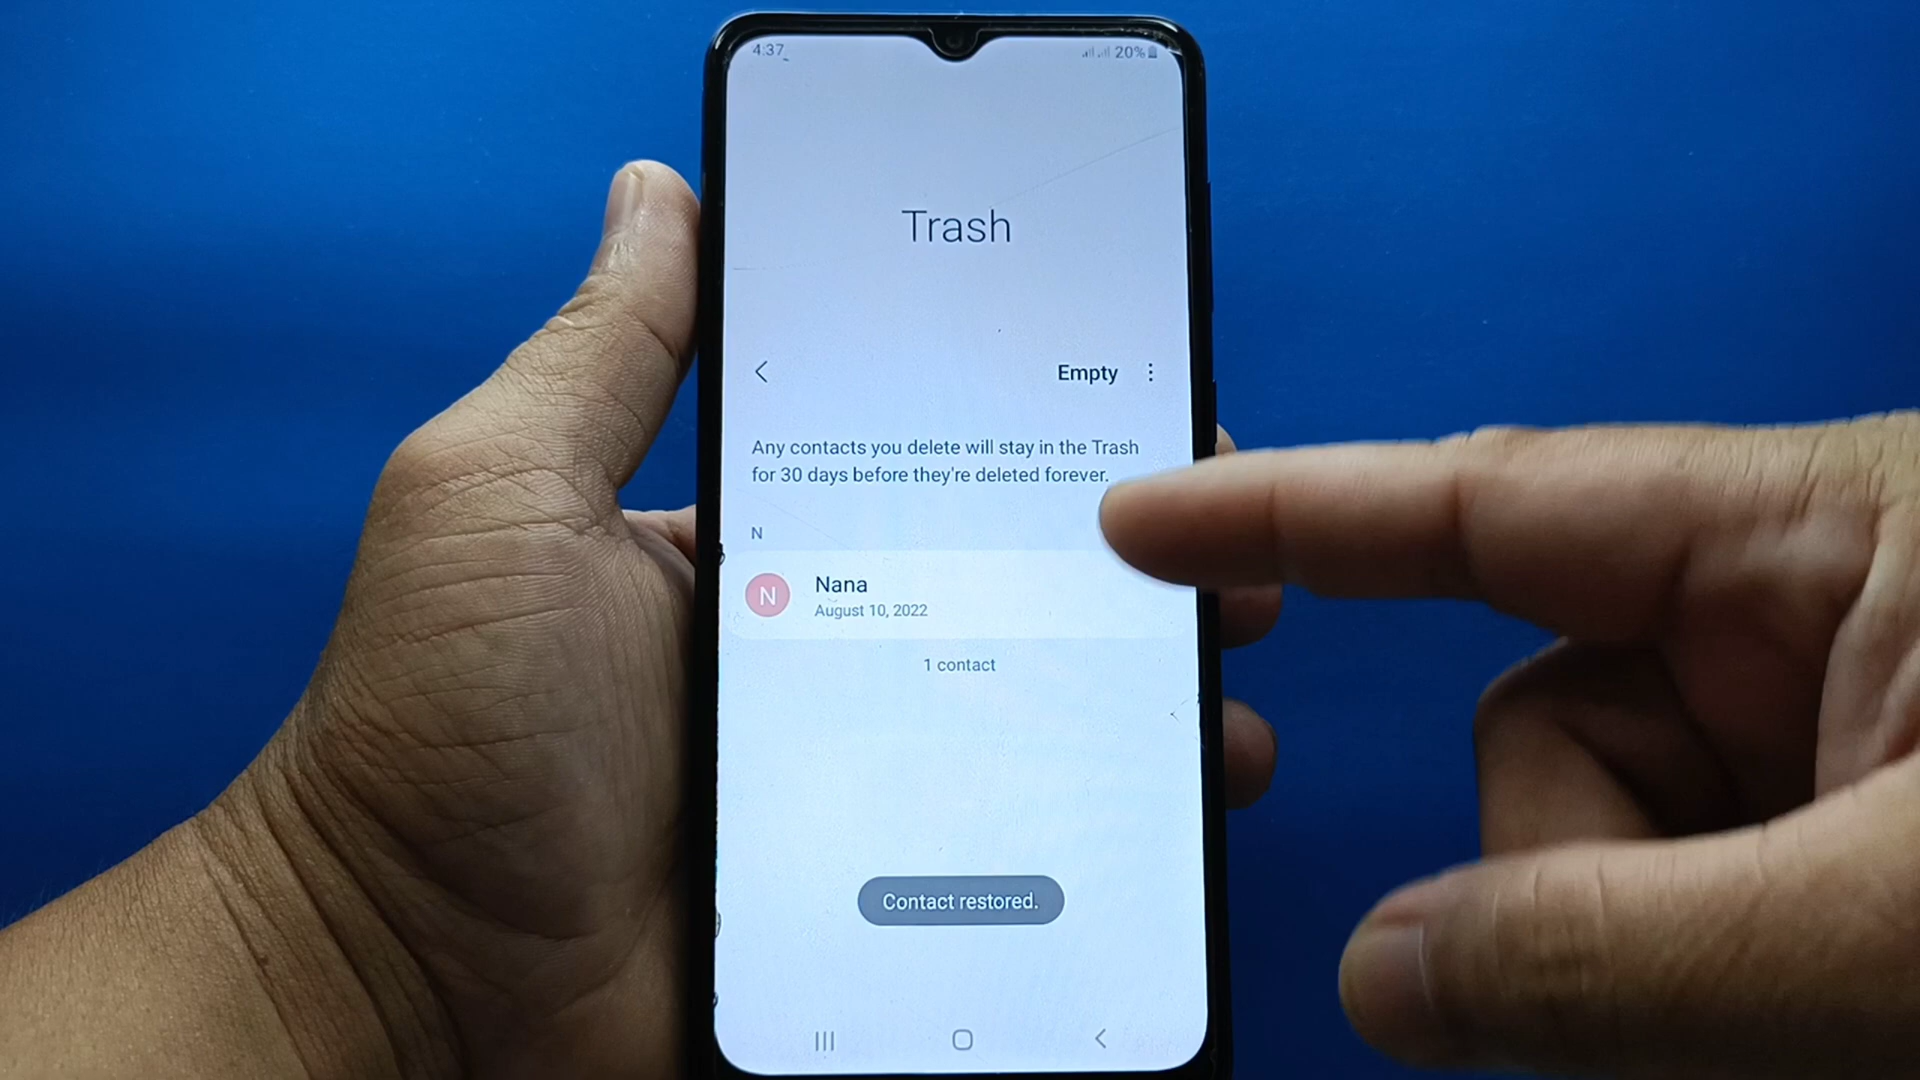 4:37
20%
Trash
Empty
Any contacts you delete will stay in the Trash
for 30 days before they're deleted forever.
N
N
Nana
August 10, 2022
1 contact
Contact restored.